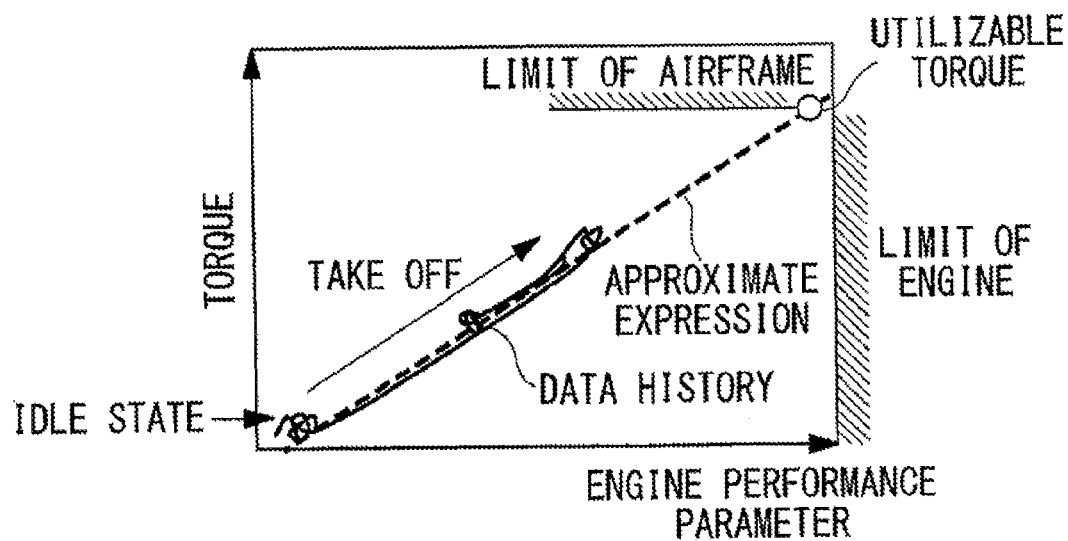 UTILIZABLE
TORQUE
LIMIT OF AIRFRAME
TORQUE
TAKE OFF
LIMIT OF
ENGINE
APPROXIMATE
EXPRESSION
DATA HISTORY
IDLE STATE
ENGINE PERFORMANCE
PARAMETER